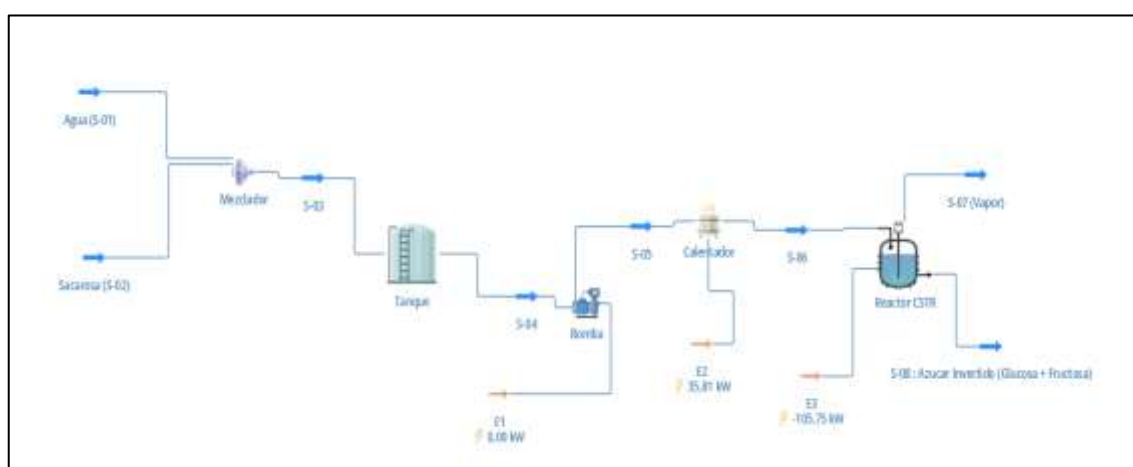 Agua (S-01)
Mezclador
S-03
Sacarosa (S-02)
Tanque
S-04
Bomba
E1
0.00 kW
S-05
Calentador
E2
35.81 kW
S-06
S-07 (Vapor)
Reactor CSTR
E3
-105.75 kW
S-08 : Azucar Invertido (Glucosa + Fructosa)